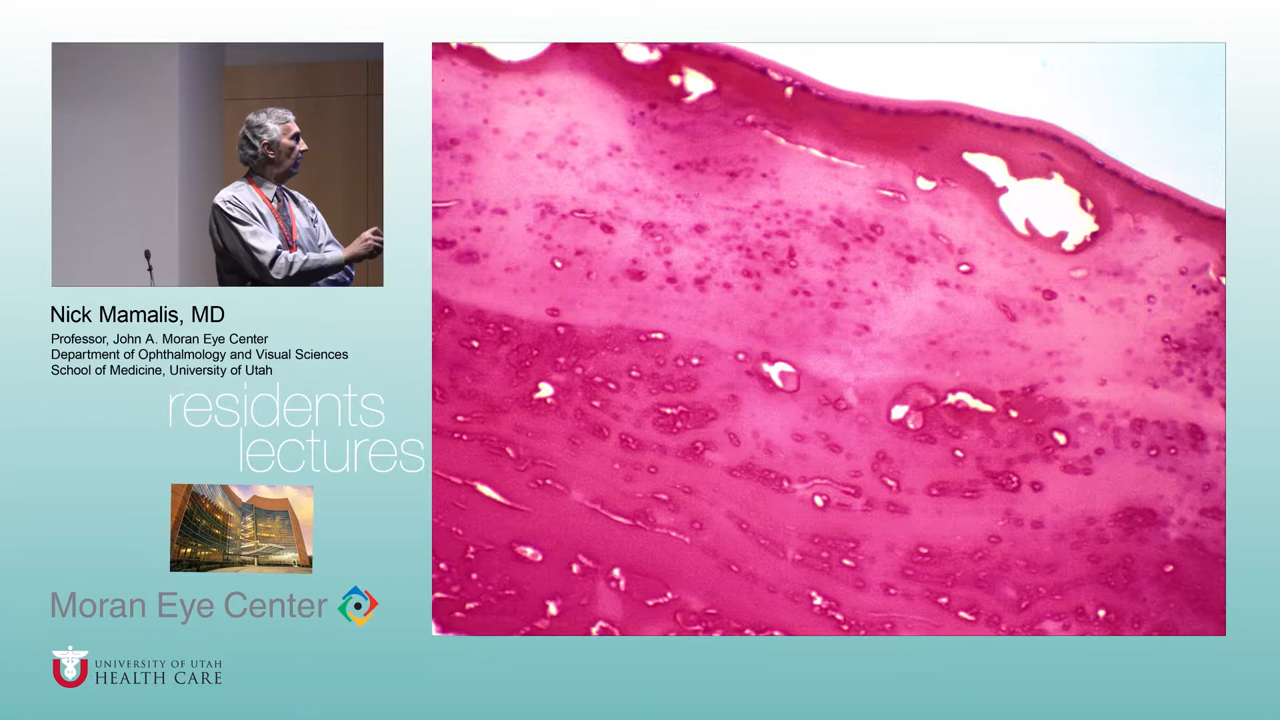 Nick Mamalis, MD
Professor, John A. Moran Eye Center
Department of Ophthalmology and Visual Sciences
School of Medicine, University of Utah
residents
lectures
Moran Eye Center
UNIVERSITY OF UTAH
HEALTH CARE